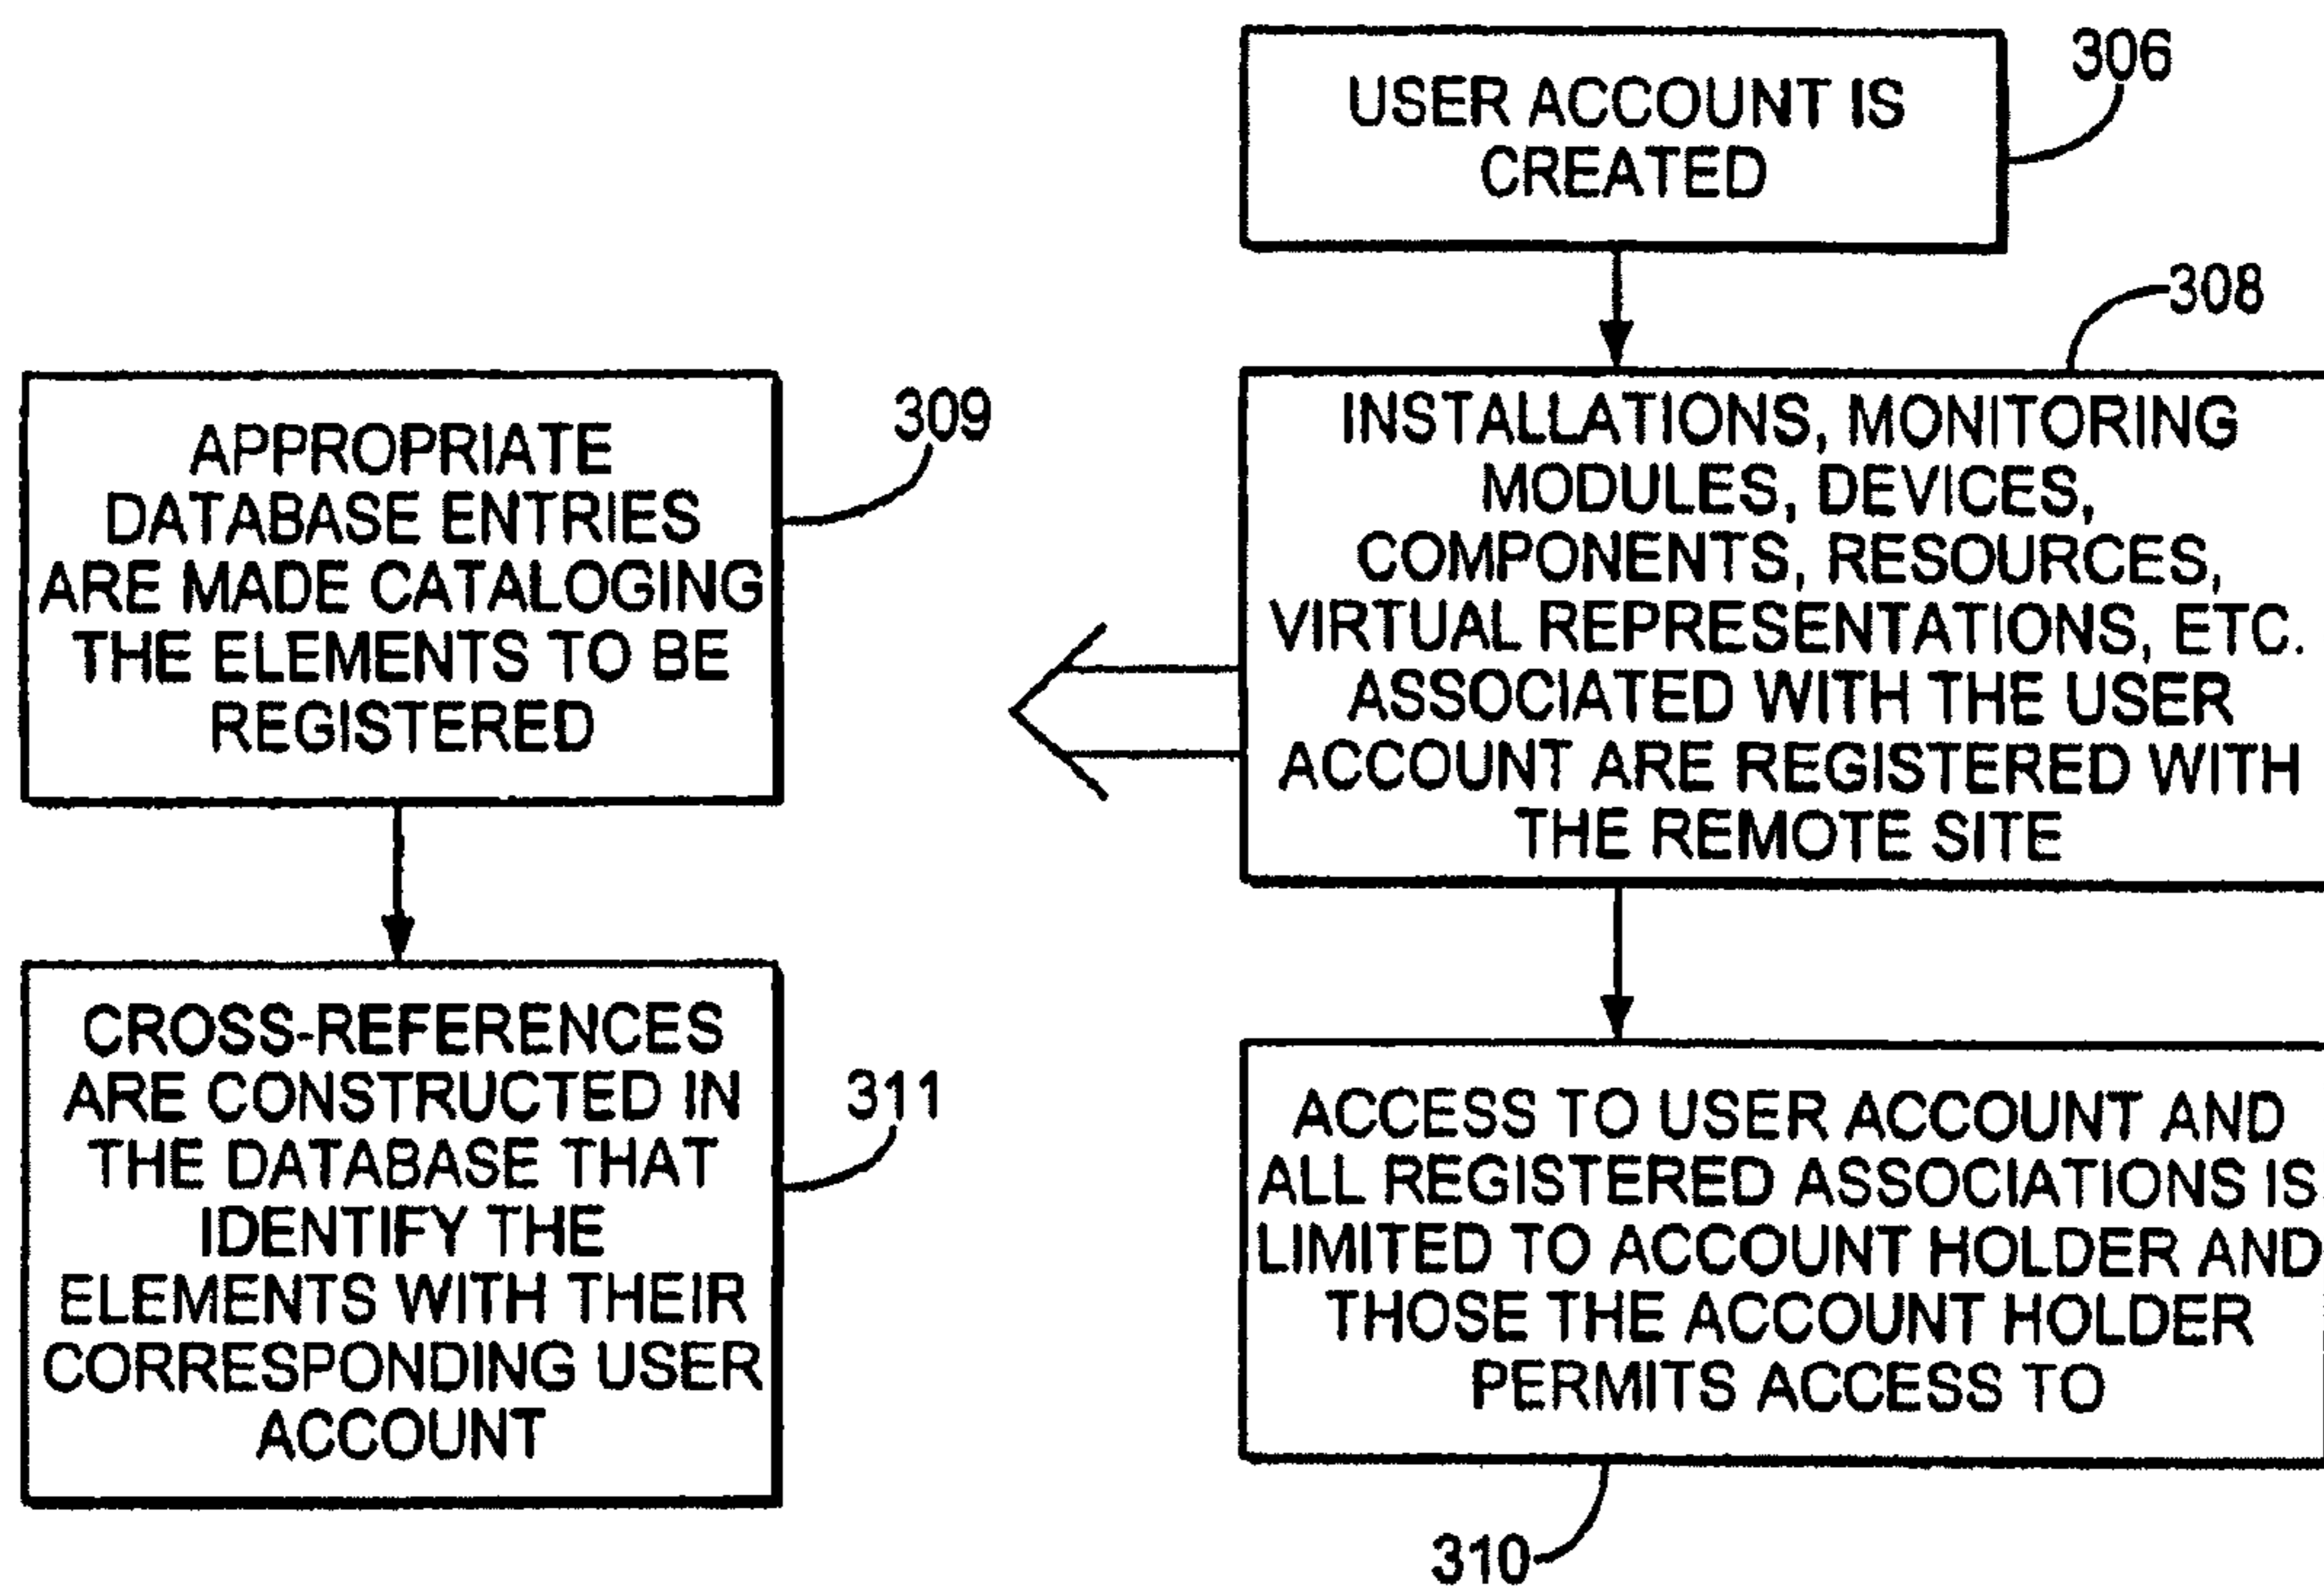 USER ACCOUNT IS
CREATED
306
308
INSTALLATIONS, MONITORING
MODULES, DEVICES,
COMPONENTS, RESOURCES,
VIRTUAL REPRESENTATIONS, ETC.
ASSOCIATED WITH THE USER
ACCOUNT ARE REGISTERED WITH
THE REMOTE SITE
309
APPROPRIATE
DATABASE ENTRIES
ARE MADE CATALOGING
THE ELEMENTS TO BE
REGISTERED
311
CROSS-REFERENCES
ARE CONSTRUCTED IN
THE DATABASE THAT
IDENTIFY THE
ELEMENTS WITH THEIR
CORRESPONDING USER
ACCOUNT
ACCESS TO USER ACCOUNT AND
ALL REGISTERED ASSOCIATIONS IS
LIMITED TO ACCOUNT HOLDER AND
THOSE THE ACCOUNT HOLDER
PERMITS ACCESS TO
310